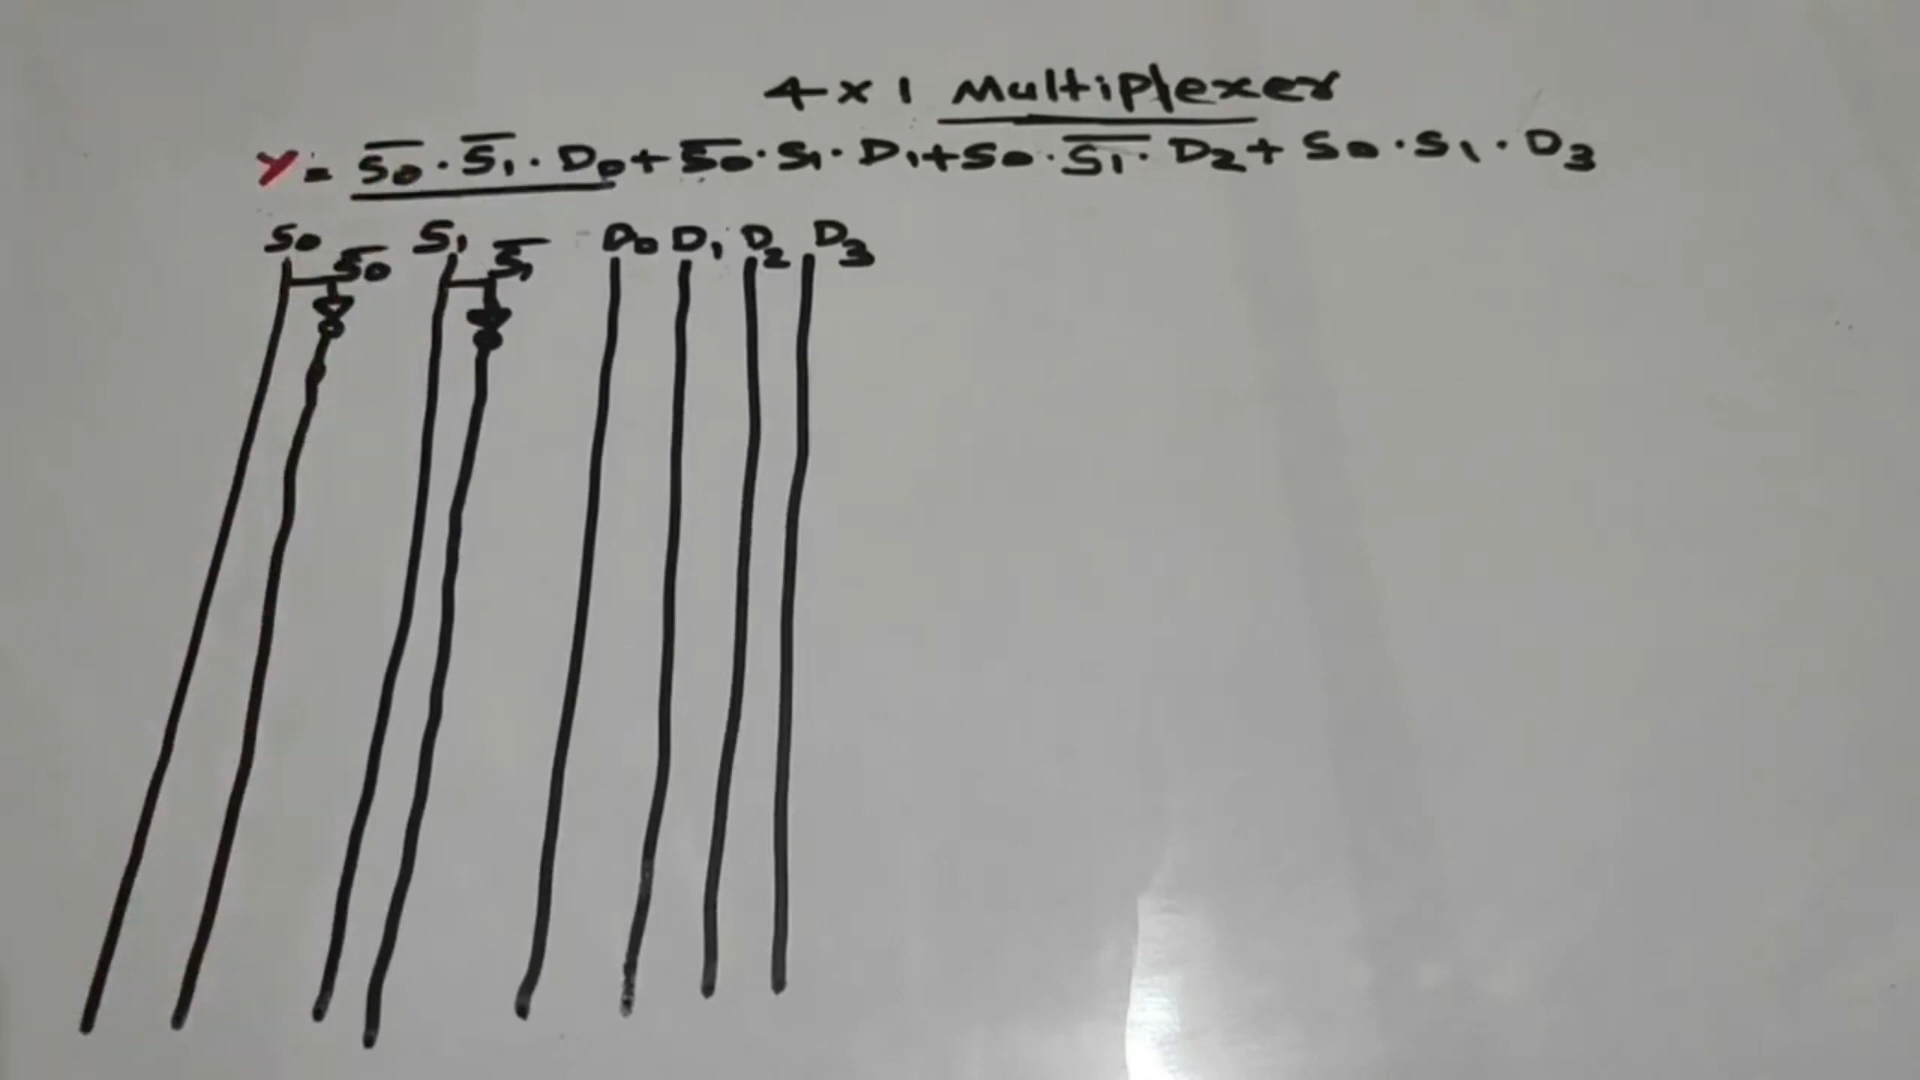 4 × 1 Multiplexer
Y = S̅0̅ · S̅1̅ · D0 + S̅0̅ · S1 · D1 + S0 · S̅1̅ · D2 + S0 · S1 · D3
S0 S̅0̅ S1 S̅1̅ D0 D1 D2 D3